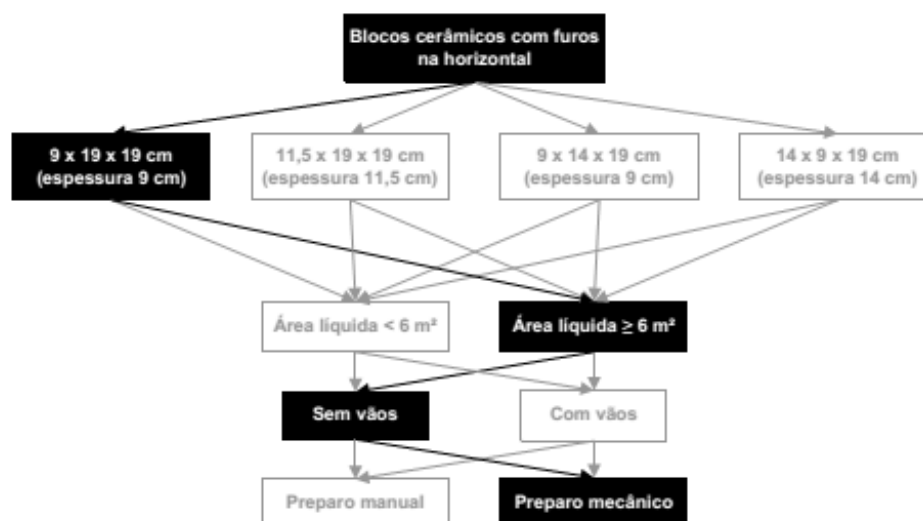 Blocos cerâmicos com furos
na horizontal
9 x 19 x 19 cm
(espessura 9 cm)
11,5 x 19 x 19 cm
(espessura 11,5 cm)
9 x 14 x 19 cm
(espessura 9 cm)
14 x 9 x 19 cm
(espessura 14 cm)
Área líquida < 6 m²
Área líquida ≥ 6 m²
Sem vãos
Com vãos
Preparo manual
Preparo mecânico